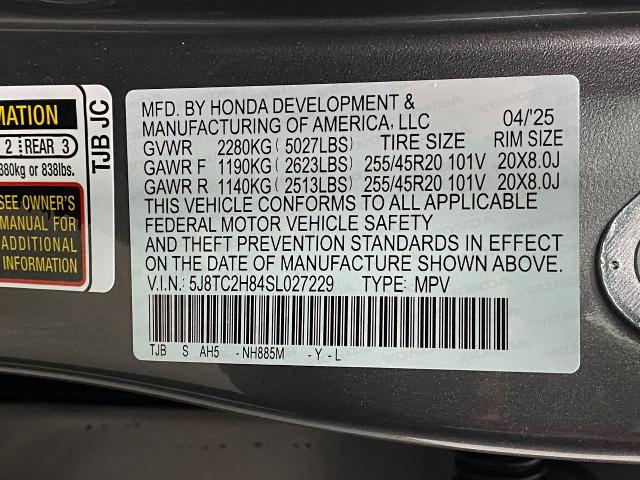 MATION
2 REAR 3
380kg or 838lbs.
SEE OWNER'S
MANUAL FOR
ADDITIONAL
INFORMATION
TJB JC
MFD. BY HONDA DEVELOPMENT &
MANUFACTURING OF AMERICA, LLC 04/'25
GVWR 2280KG ( 5027LBS) TIRE SIZE RIM SIZE
GAWR F 1190KG ( 2623LBS) 255/45R20 101V 20X8.0J
GAWR R 1140KG ( 2513LBS) 255/45R20 101V 20X8.0J
THIS VEHICLE CONFORMS TO ALL APPLICABLE
FEDERAL MOTOR VEHICLE SAFETY
AND THEFT PREVENTION STANDARDS IN EFFECT
ON DATE OF MANUFACTURE SHOWN ABOVE.
V.I.N.: 5J8TC2H84SL027229 TYPE: MPV
TJB S AH5 - NH885M - Y - L